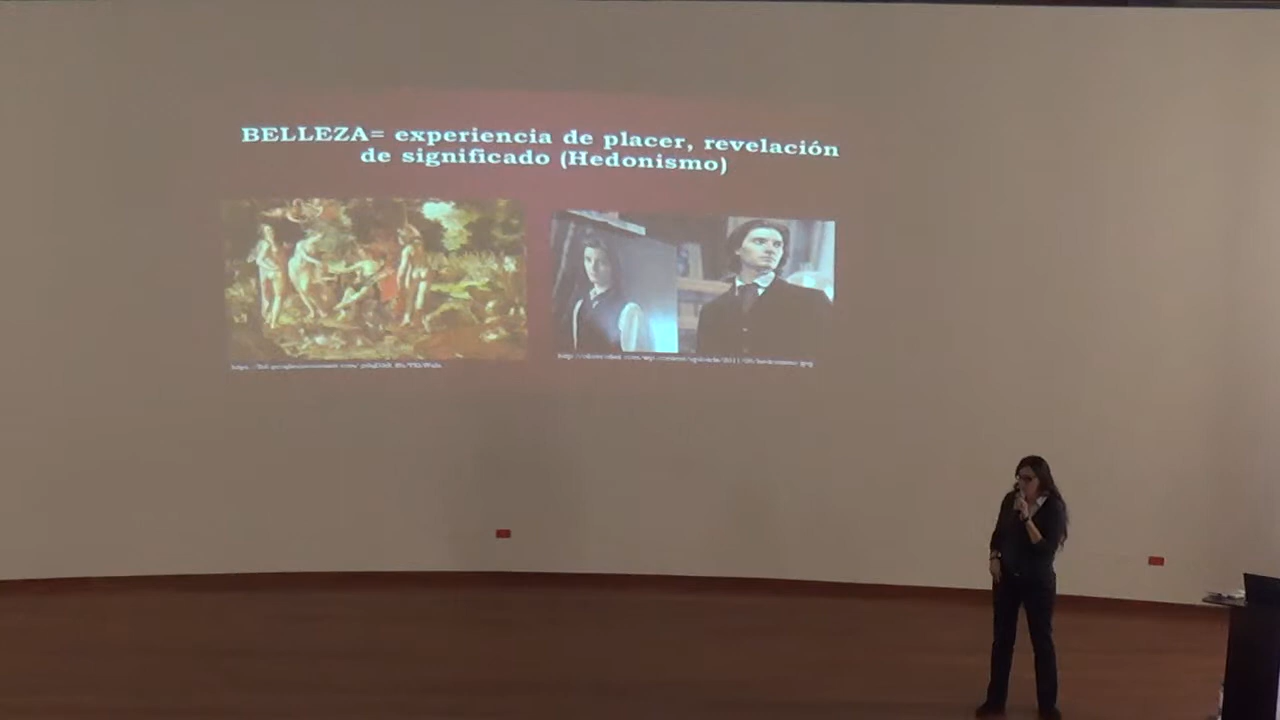 BELLEZA= experiencia de placer, revelación
de significado (Hedonismo)